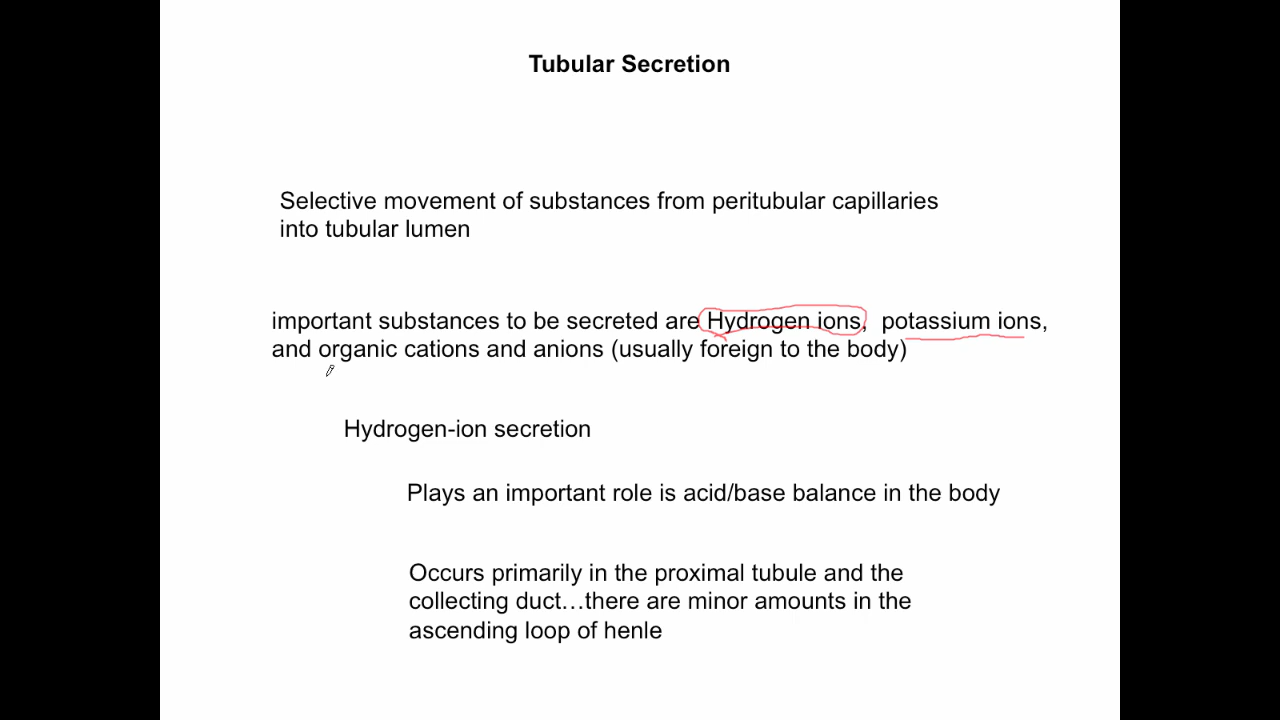 Tubular Secretion
Selective movement of substances from peritubular capillaries
into tubular lumen
important substances to be secreted are Hydrogen ions,  potassium ions,
and organic cations and anions (usually foreign to the body)
Hydrogen-ion secretion
Plays an important role is acid/base balance in the body
Occurs primarily in the proximal tubule and the
collecting duct…there are minor amounts in the
ascending loop of henle